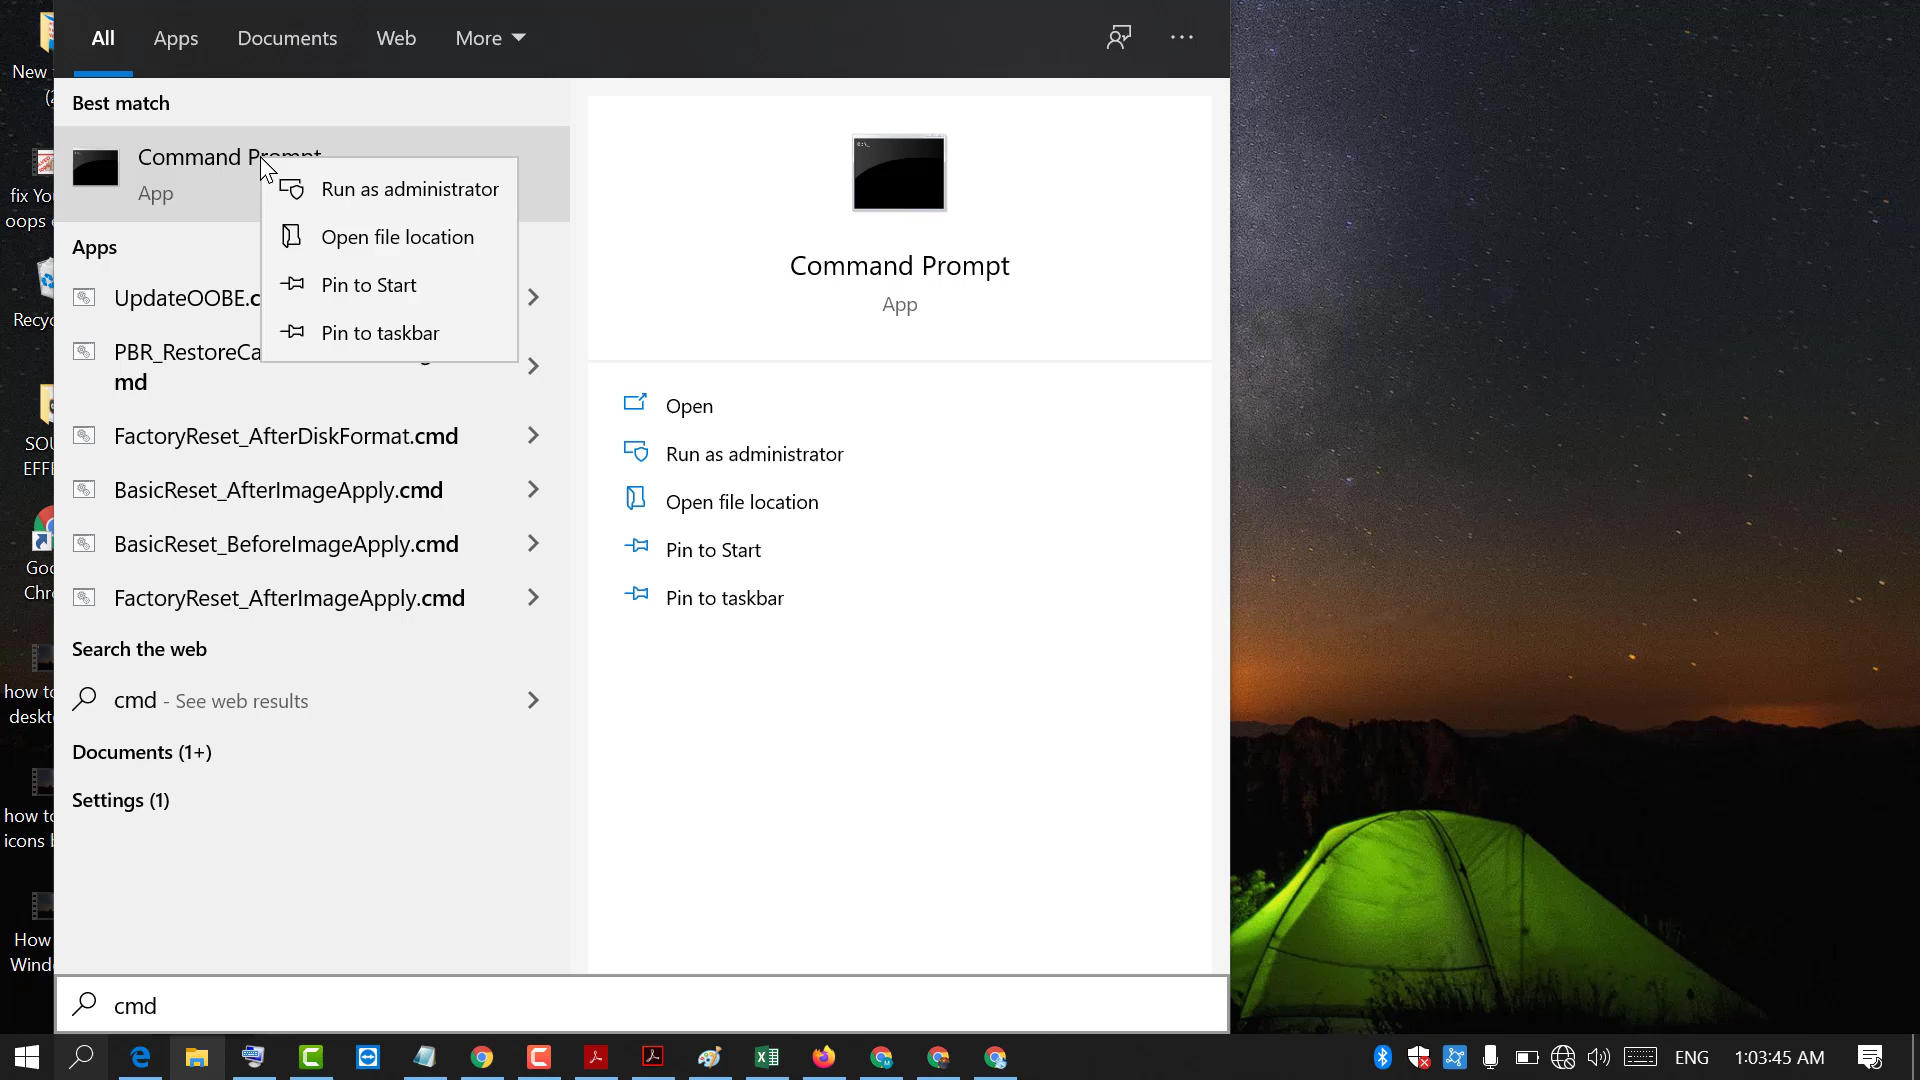 All
Apps
Documents
Web
More
Best match
Command Prompt
App
Run as administrator
Open file location
Pin to Start
Pin to taskbar
Apps
UpdateOOBE.c
PBR_RestoreCa
md
FactoryReset_AfterDiskFormat.cmd
BasicReset_AfterImageApply.cmd
BasicReset_BeforeImageApply.cmd
FactoryReset_AfterImageApply.cmd
Search the web
cmd - See web results
Documents (1+)
Settings (1)
Command Prompt
App
Open
Run as administrator
Open file location
Pin to Start
Pin to taskbar
cmd
New
fix Yo
oops e
Recyc
SOU
EFFE
Goo
Chr
how to
deskt
how to
icons b
How
Wind
ENG
1:03:45 AM